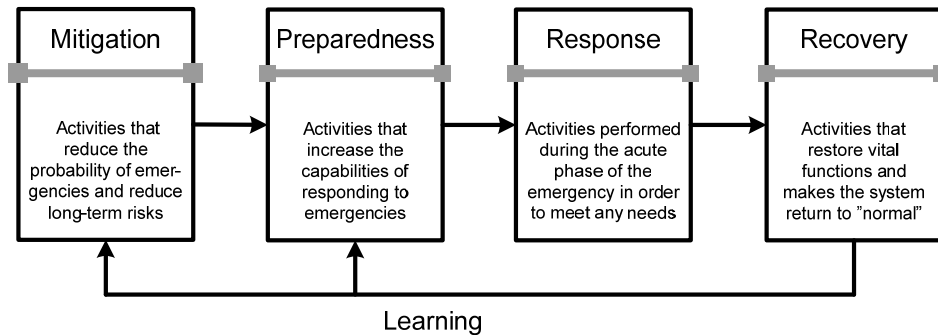 Mitigation
Activities that
reduce the
probability of emer-
gencies and reduce
long-term risks
Preparedness
Activities that
increase the
capabilities of
responding to
emergencies
Response
Activities performed
during the acute
phase of the
emergency in order
to meet any needs
Recovery
Activities that
restore vital
functions and
makes the system
return to ”normal”
Learning